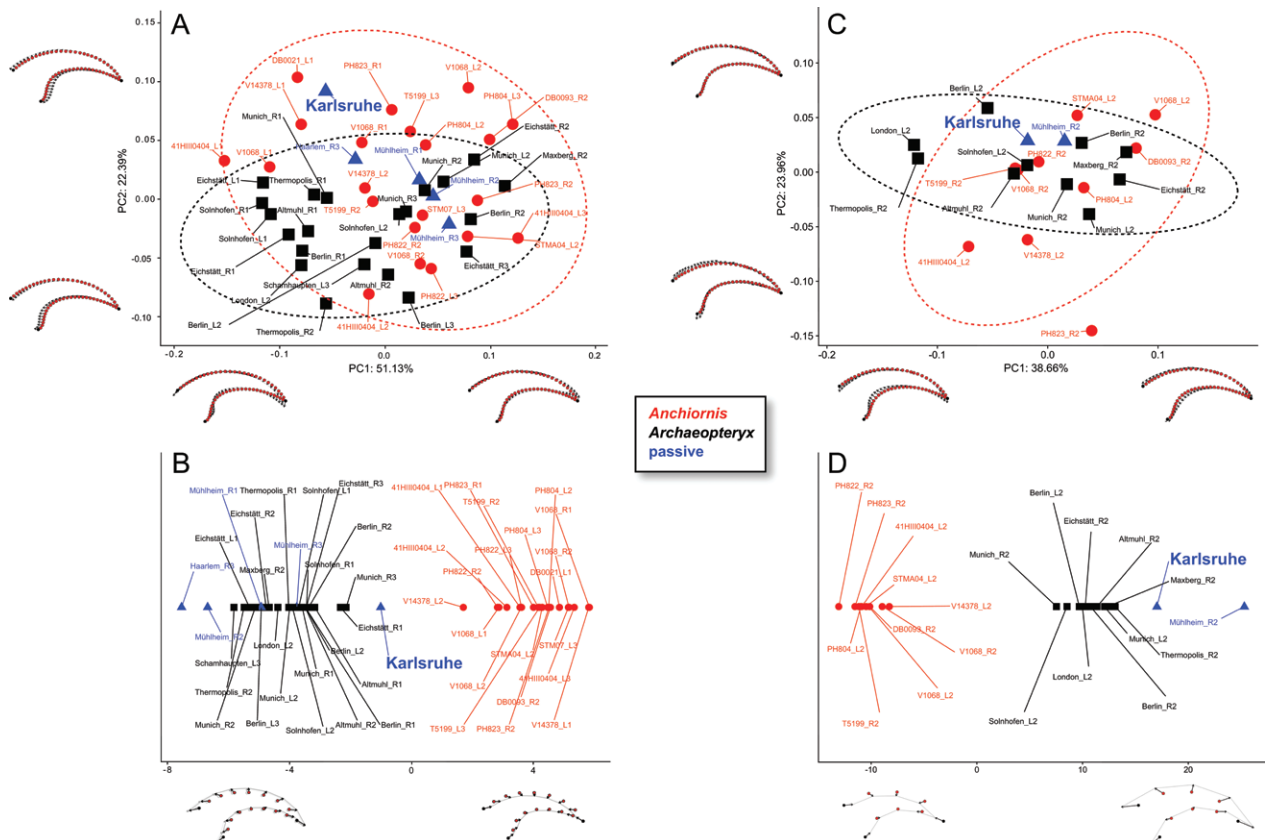 A
PC2: 22.39%
0.10
0.05
0.00
-0.05
-0.10
-0.2
-0.1
0.0
0.1
0.2
PC1: 51.13%
DB0021_L1
PH823_R1
V1068_L2
V14378_L1
Karlsruhe
T5199_L3
PH804_L3
DB0093_R2
Munich_R1
V1068_R1
PH804_L2
Eichstätt_R2
41HIII0404_L1
Haarlem_R3
Mühlheim_R1
Munich_L2
V1068_L1
Munich_R2
Maxberg_R2
V14378_L2
Eichstätt_L1
Thermopolis_R1
Mühlheim_R2
Munich_R3
PH823_R2
Solnhofen_R1
Altmuhl_R1
T5199_R2
STM07_L3
Berlin_R2
41HIII0404_L3
Solnhofen_L2
Mühlheim_R3
Solnhofen_L1
PH822_R2
STMA04_L2
Berlin_R1
V1068_R2
Eichstätt_R1
Eichstätt_R3
Schamhaupten_L3
Altmuhl_R2
London_L2
PH822_L3
Berlin_L2
41HIII0404_L2
Berlin_L3
Thermopolis_R2
C
PC2: 23.96%
0.10
0.05
0.00
-0.05
-0.10
-0.15
-0.2
-0.1
0.0
0.1
PC1: 38.66%
Berlin_L2
STMA04_L2
V1068_L2
Karlsruhe
Mühlheim_R2
London_L2
Berlin_R2
Solnhofen_L2
PH822_R2
Maxberg_R2
DB0093_R2
T5199_R2
V1068_R2
PH804_L2
Eichstätt_R2
Thermopolis_R2
Altmuhl_R2
Munich_R2
Munich_L2
41HIII0404_L2
V14378_L2
PH823_R2
Anchiornis
Archaeopteryx
passive
B
Eichstätt_R3
Mühlheim_R1
Thermopolis_R1
Solnhofen_L1
41HIII0404_L1
PH823_R1
PH804_L2
T5199_R2
V1068_R1
Eichstätt_R2
Berlin_R2
PH804_L3
Eichstätt_L1
Mühlheim_R3
41HIII0404_L2
PH822_L3
V1068_R2
Haarlem_R3
Maxberg_R2
Solnhofen_R1
PH822_R2
DB0021_L1
Munich_R3
V14378_L2
Mühlheim_R2
Eichstätt_R1
V1068_L1
London_L2
Berlin_L2
STMA04_L2
STM07_L3
Schamhaupten_L3
Karlsruhe
Munich_R1
41HIII0404_L3
Thermopolis_R2
Munich_L2
Altmuhl_R1
V1068_L2
DB0093_R2
Munich_R2
Berlin_L3
Solnhofen_L2
Altmuhl_R2
Berlin_R1
T5199_L3
PH823_R2
V14378_L1
-8
-4
0
4
D
PH822_R2
Berlin_L2
PH823_R2
Eichstätt_R2
41HIII0404_L2
Altmuhl_R2
Munich_R2
Karlsruhe
STMA04_L2
Maxberg_R2
V14378_L2
Mühlheim_R2
DB0093_R2
PH804_L2
V1068_R2
Munich_L2
Thermopolis_R2
V1068_L2
London_L2
T5199_R2
Solnhofen_L2
Berlin_R2
-10
0
10
20